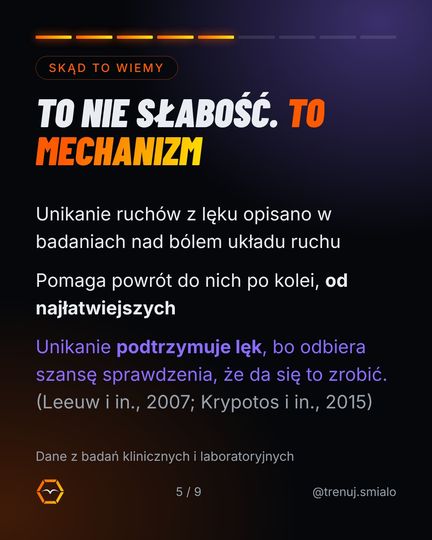 SKĄD TO WIEMY
TO NIE SŁABOŚĆ. TO
MECHANIZM
Unikanie ruchów z lęku opisano w
badaniach nad bólem układu ruchu
Pomaga powrót do nich po kolei, od
najłatwiejszych
Unikanie podtrzymuje lęk, bo odbiera
szansę sprawdzenia, że da się to zrobić.
(Leeuw i in., 2007; Krypotos i in., 2015)
Dane z badań klinicznych i laboratoryjnych
5 / 9
@trenuj.smialo